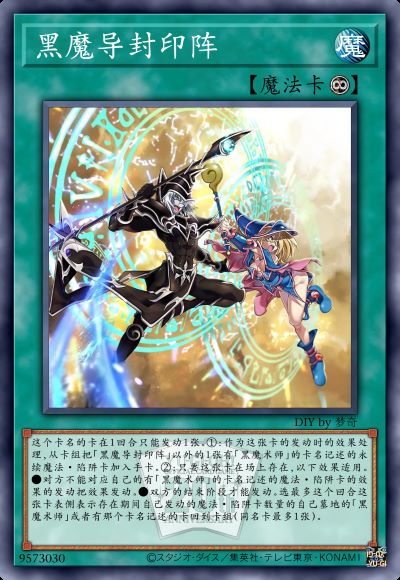 黑魔导封印阵
魔
【魔法卡】
DIY by 梦奇
这个卡名的卡在1回合只能发动1张。①:作为这张卡的发动时的效果处
理,从卡组把「黑魔导封印阵」以外的1张有「黑魔术师」的卡名记述的永
续魔法·陷阱卡加入手卡。②:只要这张卡在场上存在,以下效果适用。
●对方不能对应自己的有「黑魔术师」的卡名记述的魔法·陷阱卡的效
果的发动把效果发动。●双方的结束阶段才能发动。选最多这个回合这
张卡表侧表示存在期间自己发动的魔法·陷阱卡数量的自己墓地的「黑
魔术师」或者有那个卡名记述的卡回到卡组(同名卡最多1张)。
9573030
©スタジオ·ダイス/集英社·テレビ東京·KONAMI